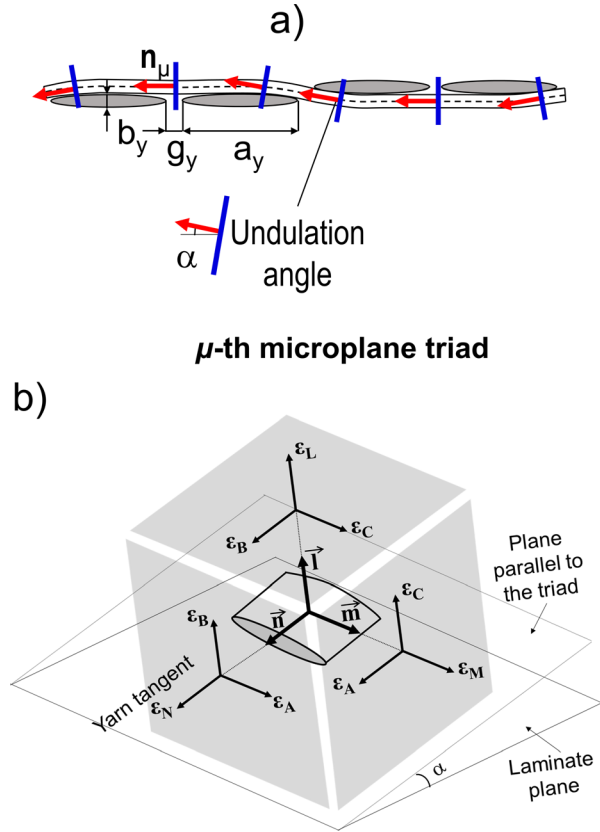 a)
nμ
by
gy
ay
α
Undulation
angle
μ-th microplane triad
b)
εL
εB
εC
l
Plane
parallel to
the triad
εB
n
m
εC
εA
εM
Yarn tangent
εN
εA
α
Laminate
plane